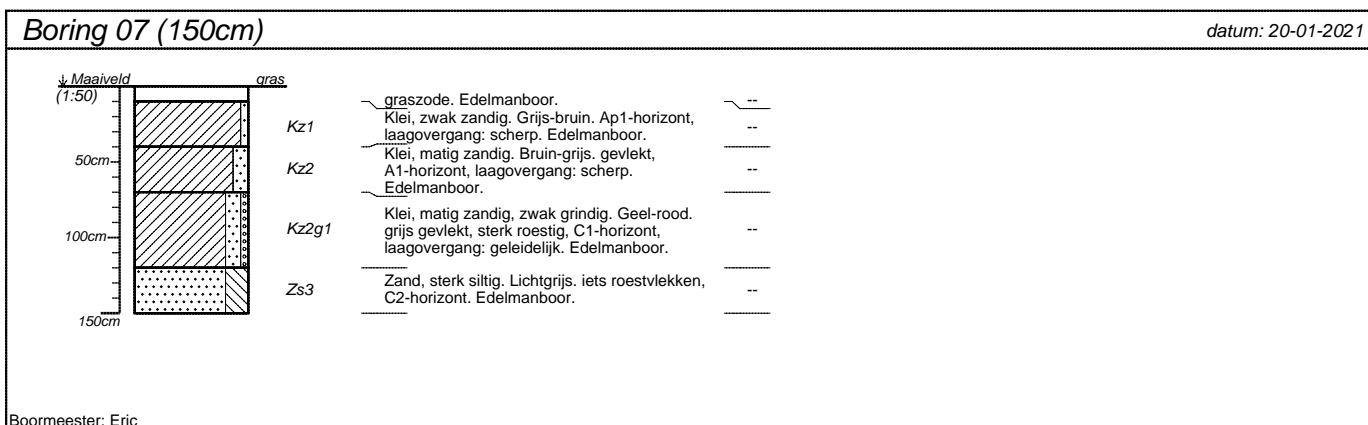 Boring 07 (150cm)
datum: 20-01-2021
Maaiveld
gras
(1:50)
graszode. Edelmanboor.
--
Kz1
Klei, zwak zandig. Grijs-bruin. Ap1-horizont,
laagovergang: scherp. Edelmanboor.
--
50cm
Kz2
Klei, matig zandig. Bruin-grijs. gevlekt,
A1-horizont, laagovergang: scherp.
Edelmanboor.
--
100cm
Kz2g1
Klei, matig zandig, zwak grindig. Geel-rood.
grijs gevlekt, sterk roestig, C1-horizont,
laagovergang: geleidelijk. Edelmanboor.
--
Zs3
Zand, sterk siltig. Lichtgrijs. iets roestvlekken,
C2-horizont. Edelmanboor.
--
150cm
Boormeester: Eric